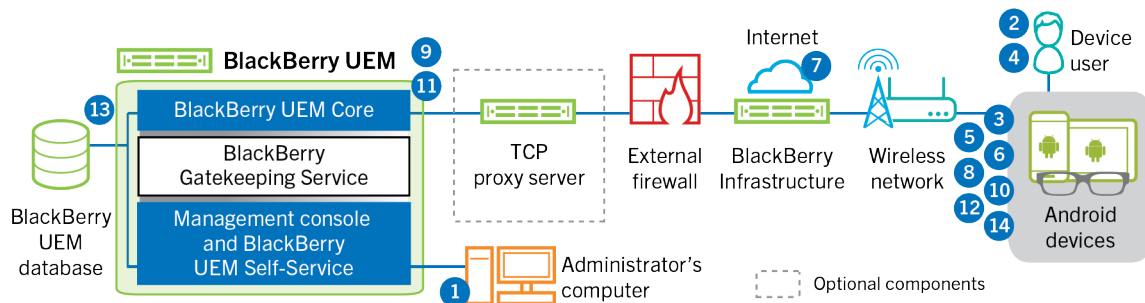 BlackBerry UEM
9
11
13
BlackBerry UEM Core
BlackBerry
Gatekeeping Service
Management console
and BlackBerry
UEM Self-Service
BlackBerry
UEM
database
1
Administrator's
computer
TCP
proxy server
External
firewall
Internet
7
BlackBerry
Infrastructure
Wireless
network
2
4
Device
user
3
5
6
8
10
12
14
Android
devices
Optional components